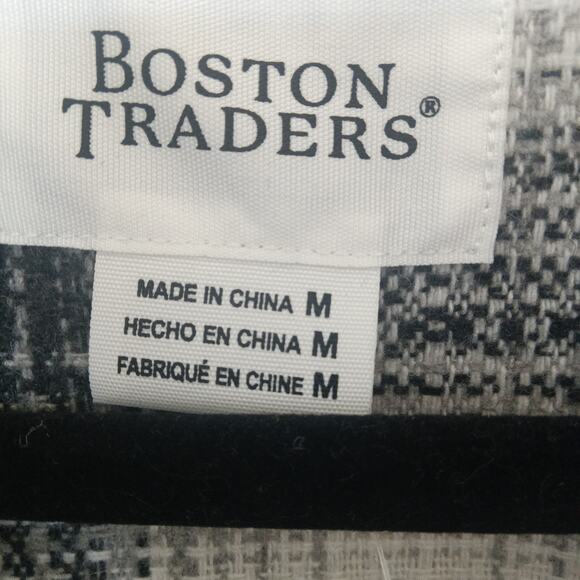 BOSTON
TRADERS®
MADE IN CHINA M
HECHO EN CHINA M
FABRIQUÉ EN CHINE M